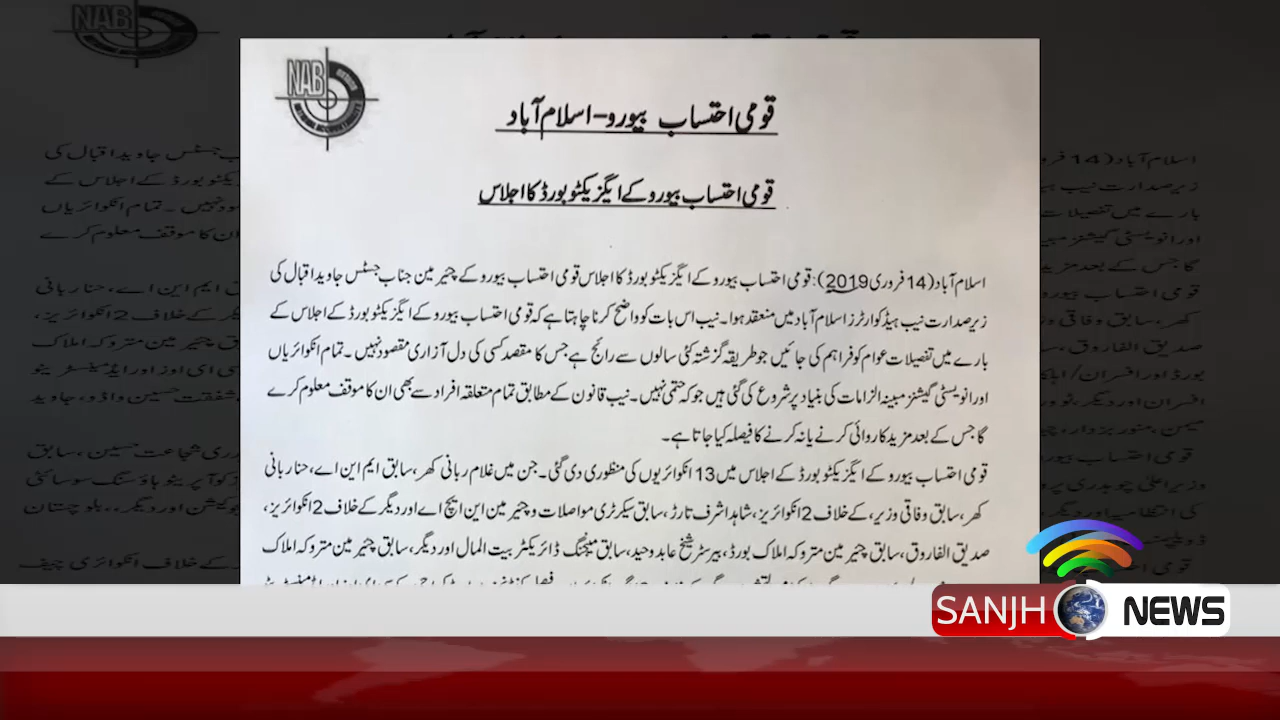 NAB
NATIONAL ACCOUNTABILITY
قومی احتساب بیورو-اسلام آباد
قومی احتساب بیورو کے ایگزیکٹو بورڈ کا اجلاس
اسلام آباد (14 فروری 2019): قومی احتساب بیورو کے ایگزیکٹو بورڈ کا اجلاس قومی احتساب بیورو کے چئیرمین جناب جسٹس جاوید اقبال کی
زیر صدارت نیب ہیڈ کوارٹرز اسلام آباد میں منعقد ہوا۔ نیب اس بات کو واضح کرنا چاہتا ہے کہ قومی احتساب بیورو کے ایگزیکٹو بورڈ کے اجلاس کے
بارے میں تفصیلات عوام کو فراہم کی جائیں جو طریقہ گزشتہ کئی سالوں سے رائج ہے جس کا مقصد کسی کی دل آزاری مقصود نہیں۔ تمام انکوائریاں
اور انویسٹی گیشنز مبینہ الزامات کی بنیاد پر شروع کی گئی ہیں جو کہ حتمی نہیں۔ نیب قانون کے مطابق تمام متعلقہ افراد سے بھی ان کا موقف معلوم کرے
گا جس کے بعد مزید کاروائی کرنے یا نہ کرنے کا فیصلہ کیا جاتا ہے۔
قومی احتساب بیورو کے ایگزیکٹو بورڈ کے اجلاس میں 13 انکوائریوں کی منظوری دی گئی۔ جن میں غلام ربانی کھر، سابق ایم این اے، حنا ربانی
کھر، سابق وفاقی وزیر، کے خلاف 2 انکوائریز، شاہد اشرف تارڑ، سابق سیکرٹری مواصلات و چئیرمین این ایچ اے اور دیگر کے خلاف 2 انکوائریز،
صدیق الفاروق، سابق چئیرمین متروکہ املاک بورڈ، بیرسٹر شیخ عابد وحید، سابق مینجنگ ڈائریکٹر بیت المال اور دیگر، سابق چئیرمین متروکہ املاک
SANJH NEWS